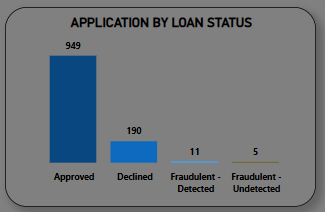 APPLICATION BY LOAN STATUS
949
190
11
5
Approved
Declined
Fraudulent -
Detected
Fraudulent -
Undetected